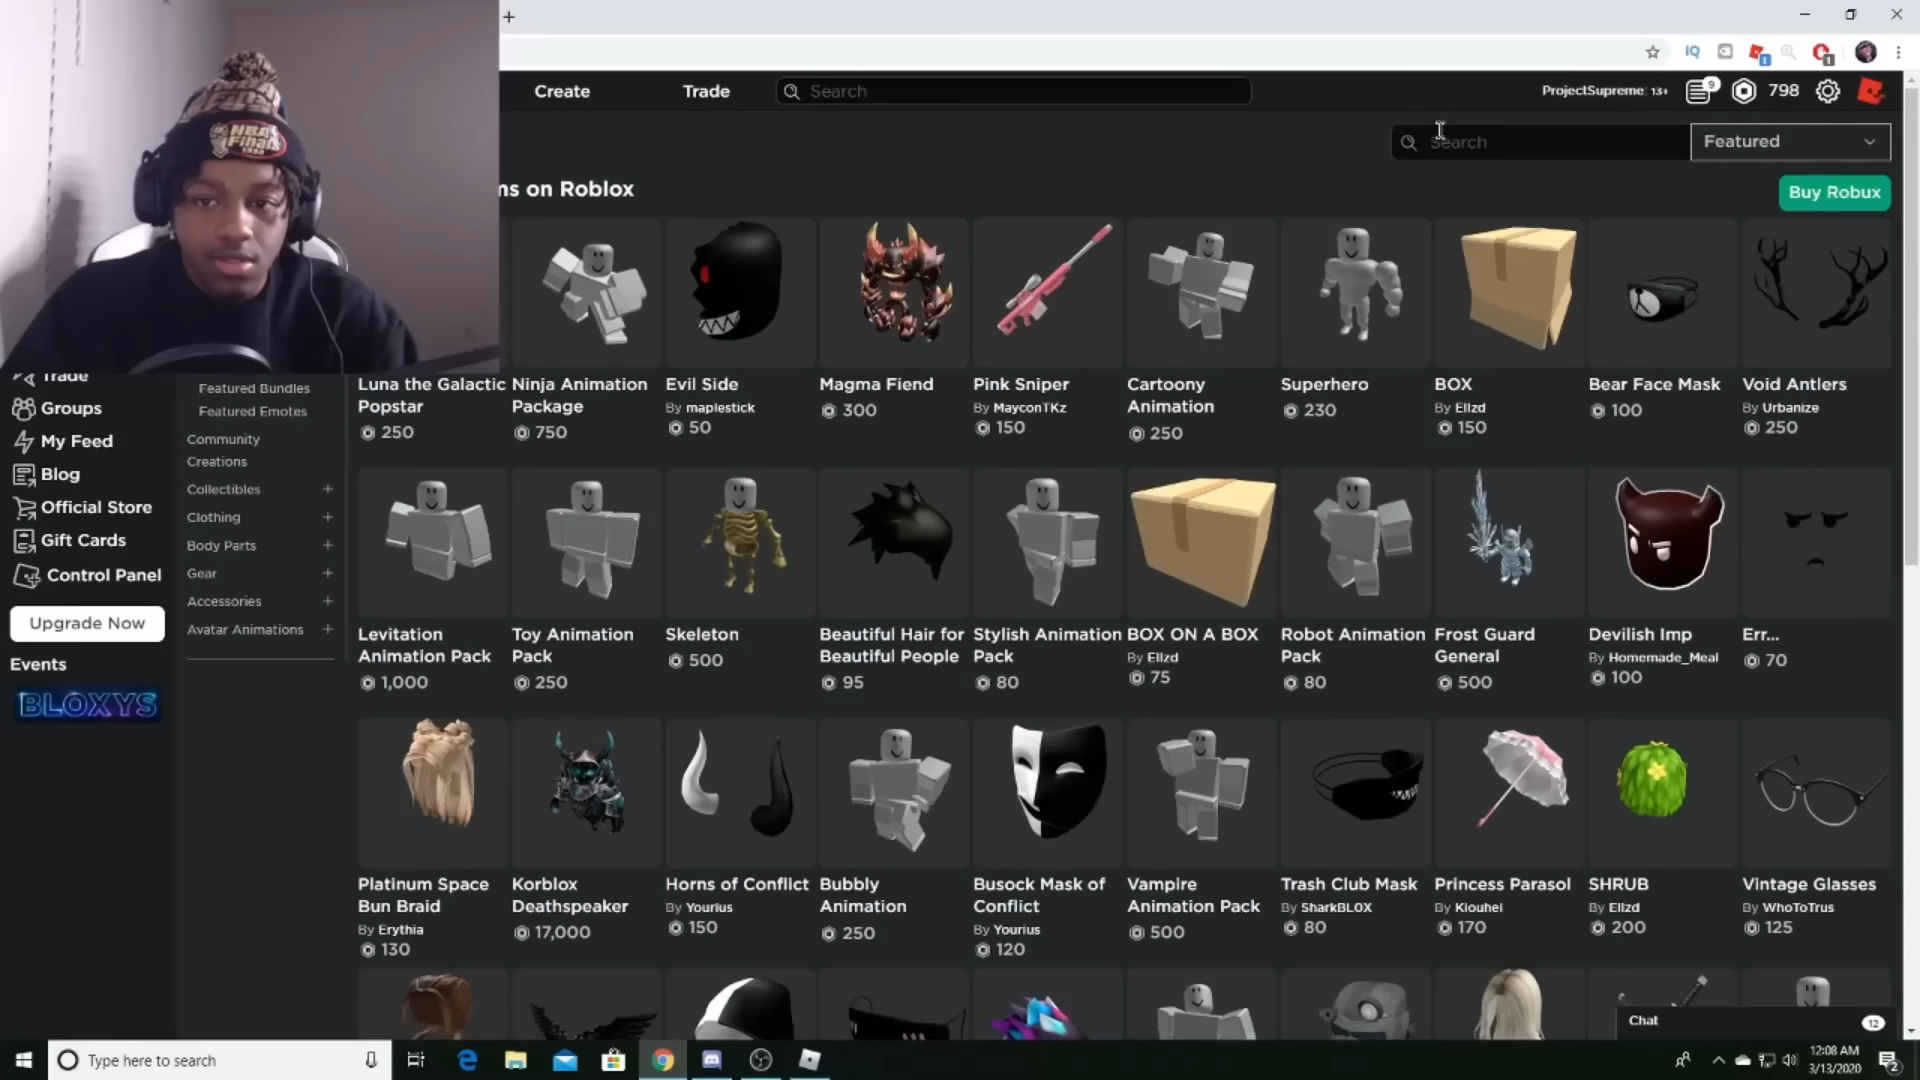 Create
Trade
Search
ProjectSupreme: 13+
9
798
Search
Featured
ms on Roblox
Buy Robux
NBA
Finals
Trade
Groups
My Feed
Blog
Official Store
Gift Cards
Control Panel
Upgrade Now
Events
BLOXYS
Featured Bundles
Featured Emotes
Community
Creations
Collectibles +
Clothing +
Body Parts +
Gear +
Accessories +
Avatar Animations +
Luna the Galactic
Popstar
250
Ninja Animation
Package
750
Evil Side
By maplestick
50
Magma Fiend
300
Pink Sniper
By MayconTKz
150
Cartoony
Animation
250
Superhero
230
BOX
By Ellzd
150
Bear Face Mask
100
Void Antlers
By Urbanize
250
Levitation
Animation Pack
1,000
Toy Animation
Pack
250
Skeleton
500
Beautiful Hair for
Beautiful People
95
Stylish Animation
Pack
80
BOX ON A BOX
By Ellzd
75
Robot Animation
Pack
80
Frost Guard
General
500
Devilish Imp
By Homemade_Meal
100
Err...
70
Platinum Space
Bun Braid
By Erythia
130
Korblox
Deathspeaker
17,000
Horns of Conflict
By Yourius
150
Bubbly
Animation
250
Busock Mask of
Conflict
By Yourius
120
Vampire
Animation Pack
500
Trash Club Mask
By SharkBL0X
80
Princess Parasol
By Kiouhei
170
SHRUB
By Ellzd
200
Vintage Glasses
By WhoToTrus
125
Chat
12
Type here to search
12:08 AM
3/13/2020
2